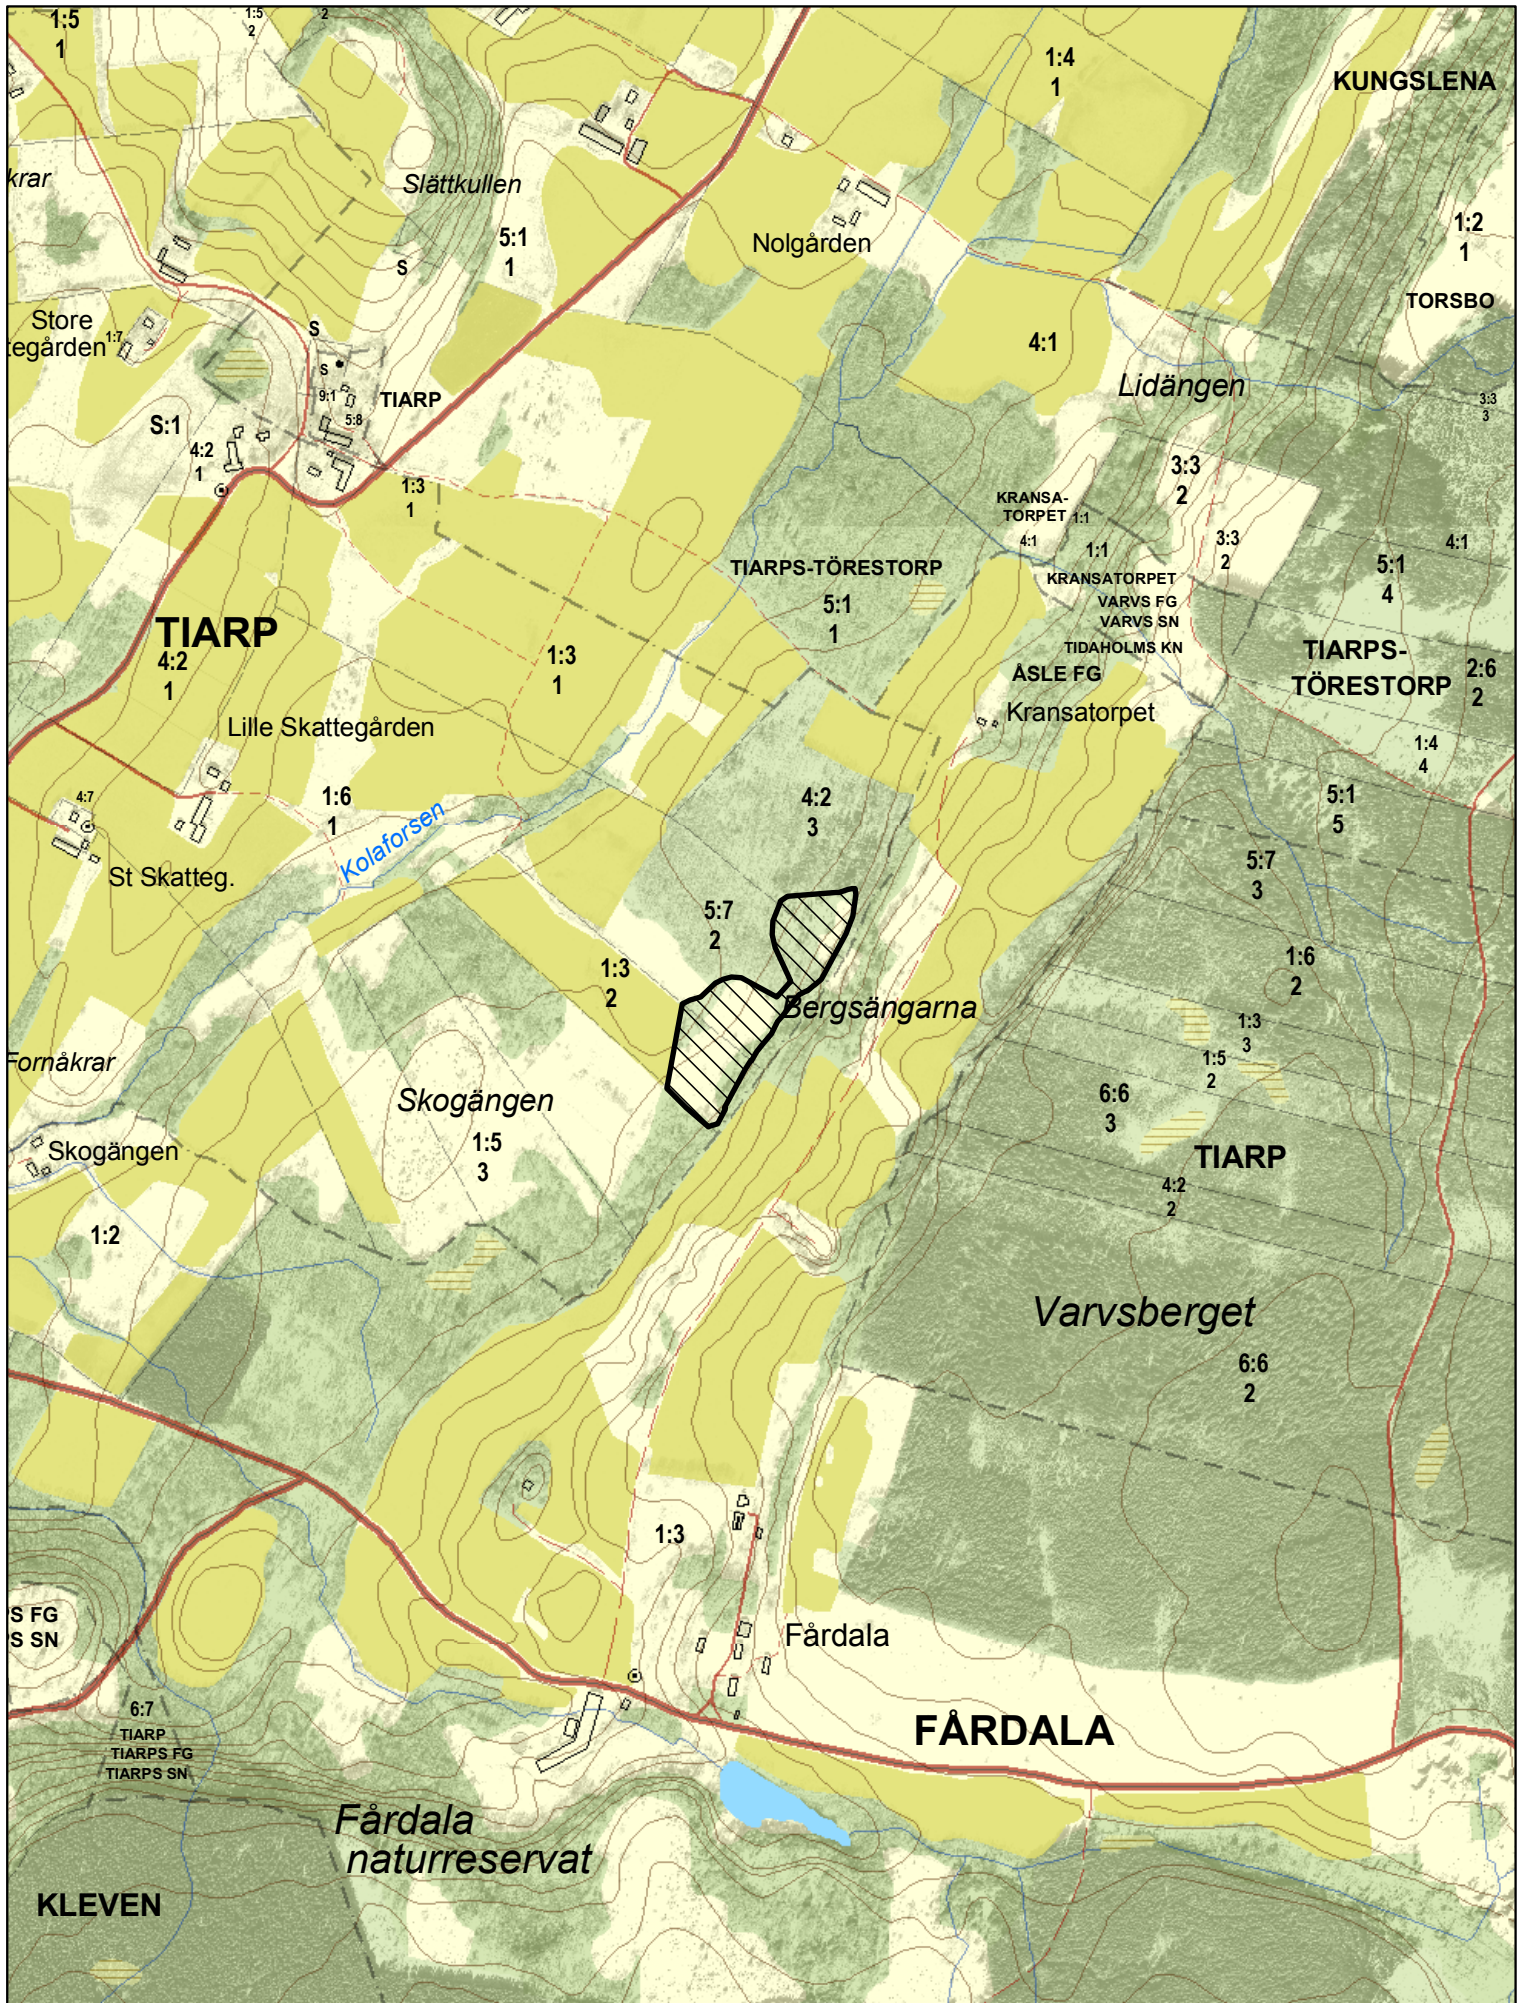 1:5
1
1:5
2
2
1:4
1
KUNGSLENA
krar
Slättkullen
5:1
1
S
Nolgården
1:2
1
TORSBO
Store
tegården
1:7
S
S
9:1
5:8
TIARP
4:1
Lidängen
3:3
3
S:1
4:2
1
1:3
1
3:3
2
KRANSA-
TORPET
1:1
4:1
1:1
3:3
2
4:1
5:1
4
TIARPS-TÖRESTORP
5:1
1
KRANSATORPET
VARVS FG
VARVS SN
TIDAHOLMS KN
ÅSLE FG
Kransatorpet
TIARP
4:2
1
1:3
1
TIARPS-
TÖRESTORP
2:6
2
Lille Skattegården
1:4
4
4:7
1:6
1
Kolaforsen
4:2
3
5:1
5
St Skatteg.
5:7
3
5:7
2
1:3
2
1:6
2
Bergsängarna
1:3
3
1:5
2
Fornåkrar
Skogängen
1:5
3
6:6
3
TIARP
Skogängen
4:2
2
1:2
Varvsberget
6:6
2
1:3
S FG
S SN
Fårdala
6:7
TIARP
TIARPS FG
TIARPS SN
FÅRDALA
Fårdala
naturreservat
KLEVEN